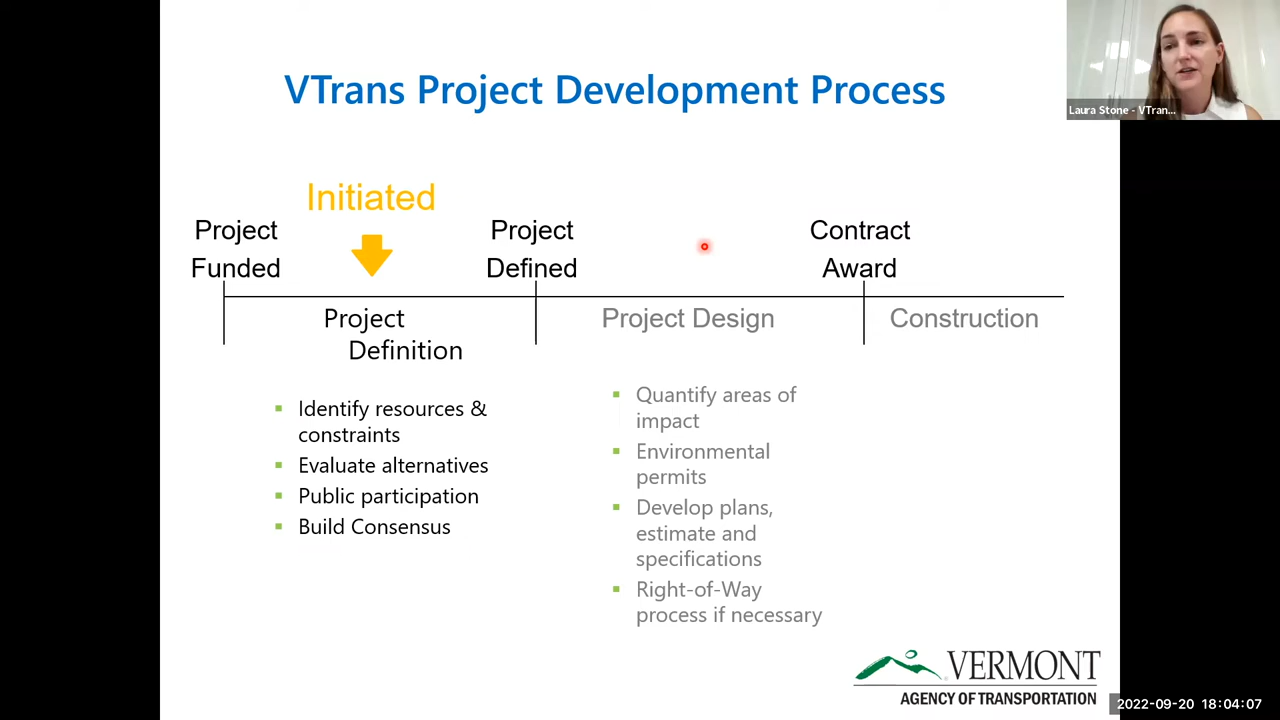 VTrans Project Development Process
Laura Stone - VTran...
Initiated
Project
Funded
Project
Defined
Contract
Award
Project
Definition
Project Design
Construction
▪ Identify resources &
constraints
▪ Evaluate alternatives
▪ Public participation
▪ Build Consensus
▪ Quantify areas of
impact
▪ Environmental
permits
▪ Develop plans,
estimate and
specifications
▪ Right-of-Way
process if necessary
VERMONT
AGENCY OF TRANSPORTATION
2022-09-20 18:04:07